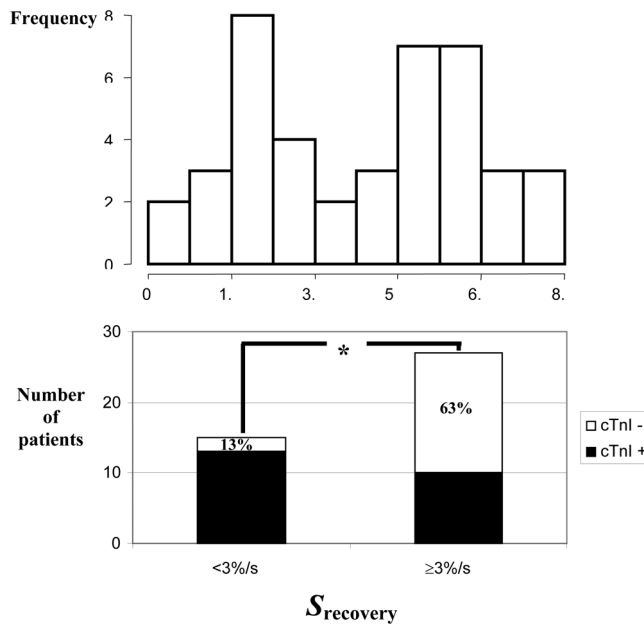 Frequency
8
6
4
2
0
0 1. 3. 5 6. 8.
30
20
10
0
Number
of
patients
*
13%
63%
cTnI -
cTnI +
<3%/s ≥3%/s
Srecovery